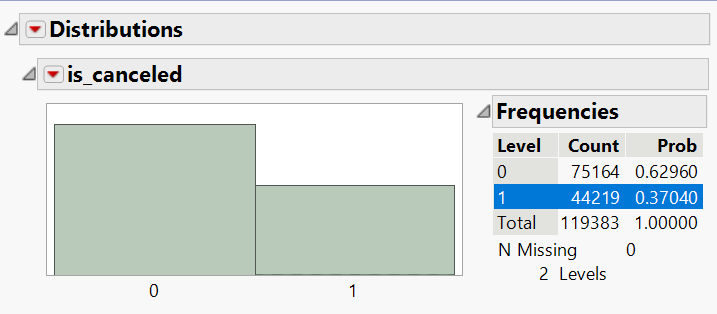 Distributions
is_canceled
0 1
Frequencies
Level Count Prob
0 75164 0.62960
1 44219 0.37040
Total 119383 1.00000
N Missing 0
2 Levels